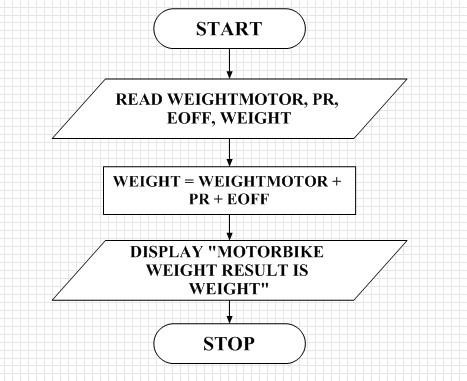 START
READ WEIGHTMOTOR, PR,
EOFF, WEIGHT
WEIGHT = WEIGHTMOTOR +
PR + EOFF
DISPLAY "MOTORBIKE
WEIGHT RESULT IS
WEIGHT"
STOP